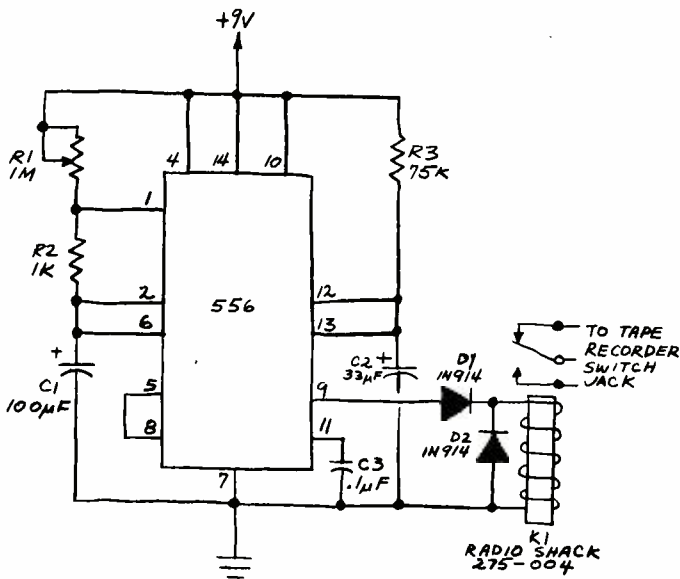 +9V
R1
1M
4
14
10
R3
75K
1
R2
1K
2
556
12
6
13
+
C1
100µF
C2
33µF
+
D1
1N914
TO TAPE
RECORDER
SWITCH
JACK
5
8
9
11
D2
1N914
C3
.1µF
7
K1
RADIO SHACK
275-004